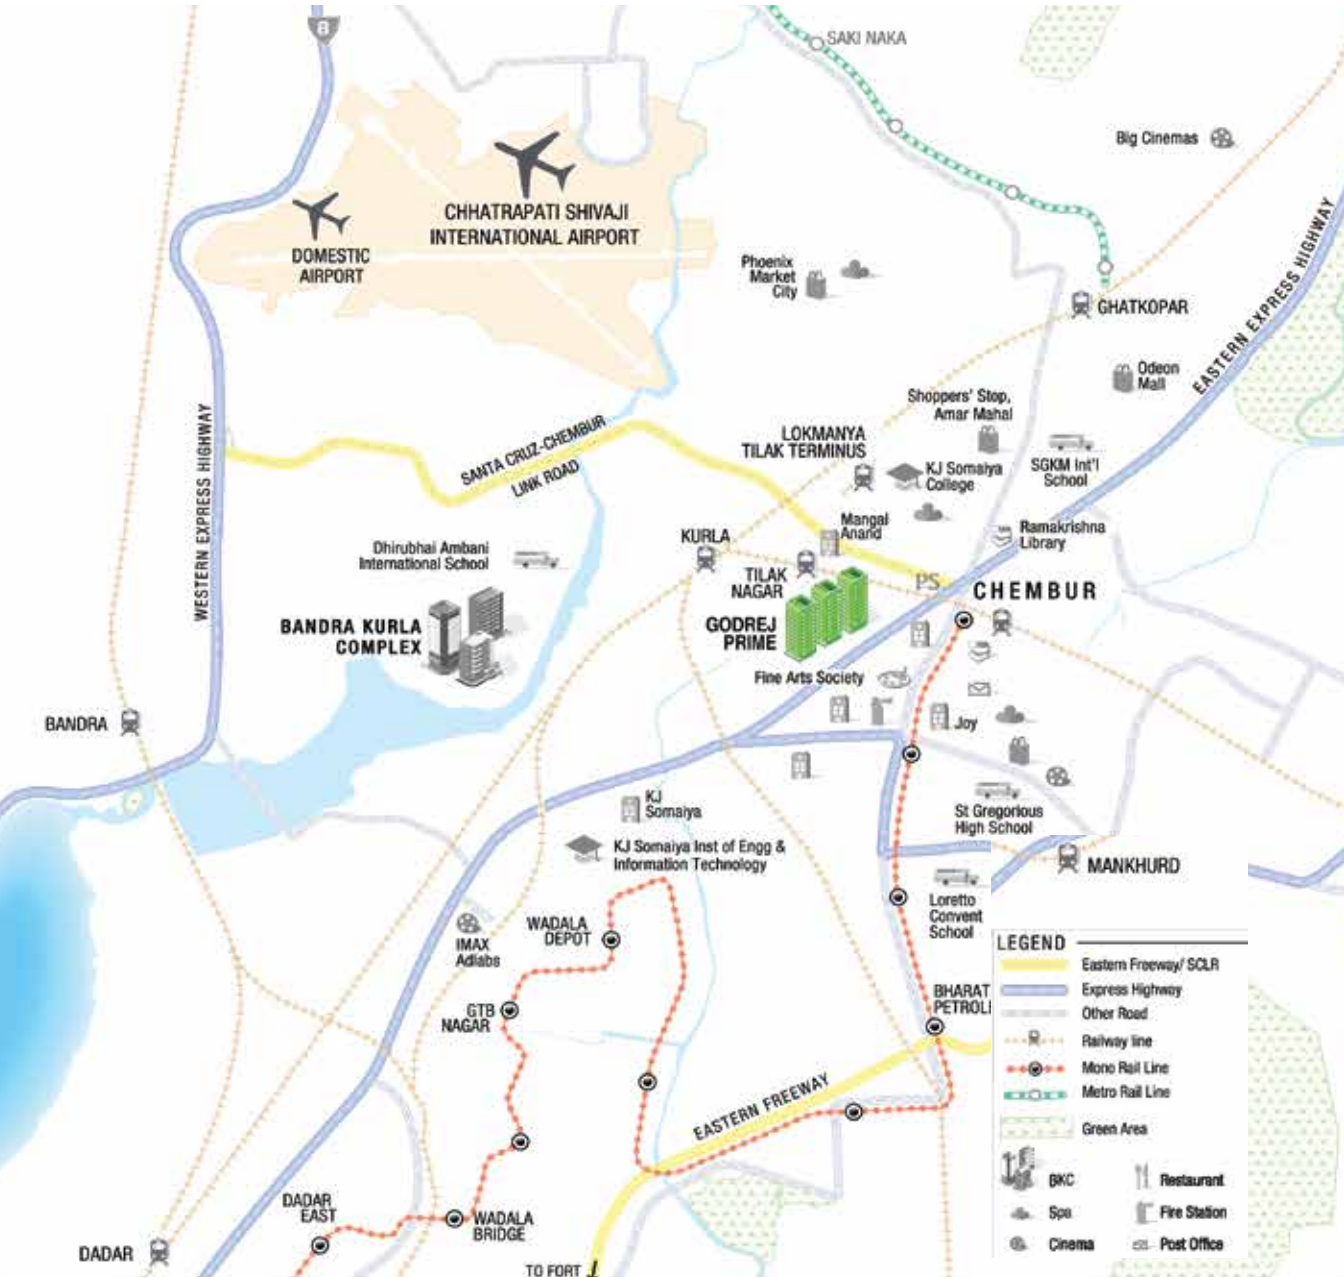 8
SAKI NAKA
Big Cinemas
CHHATRAPATI SHIVAJI
INTERNATIONAL AIRPORT
DOMESTIC
AIRPORT
Phoenix
Market
City
GHATKOPAR
EASTERN EXPRESS HIGHWAY
Odeon
Mall
Shoppers' Stop,
Amar Mahal
WESTERN EXPRESS HIGHWAY
SANTA CRUZ-CHEMBUR
LINK ROAD
LOKMANYA
TILAK TERMINUS
KJ Somaiya
College
SGKM Int'l
School
Mangal
Anand
Ramakrishna
Library
KURLA
Dhirubhai Ambani
International School
TILAK
NAGAR
PS
CHEMBUR
BANDRA KURLA
COMPLEX
GODREJ
PRIME
Fine Arts Society
BANDRA
Joy
KJ
Somaiya
St Gregorious
High School
KJ Somaiya Inst of Engg &
Information Technology
MANKHURD
Loretto
Convent
School
WADALA
DEPOT
IMAX
Adlabs
GTB
NAGAR
BHARAT
PETROL
EASTERN FREEWAY
DADAR
EAST
WADALA
BRIDGE
DADAR
TO FORT
LEGEND
Eastern Freeway/ SCLR
Express Highway
Other Road
Railway line
Mono Rail Line
Metro Rail Line
Green Area
BKC
Restaurant
Spa
Fire Station
Cinema
Post Office